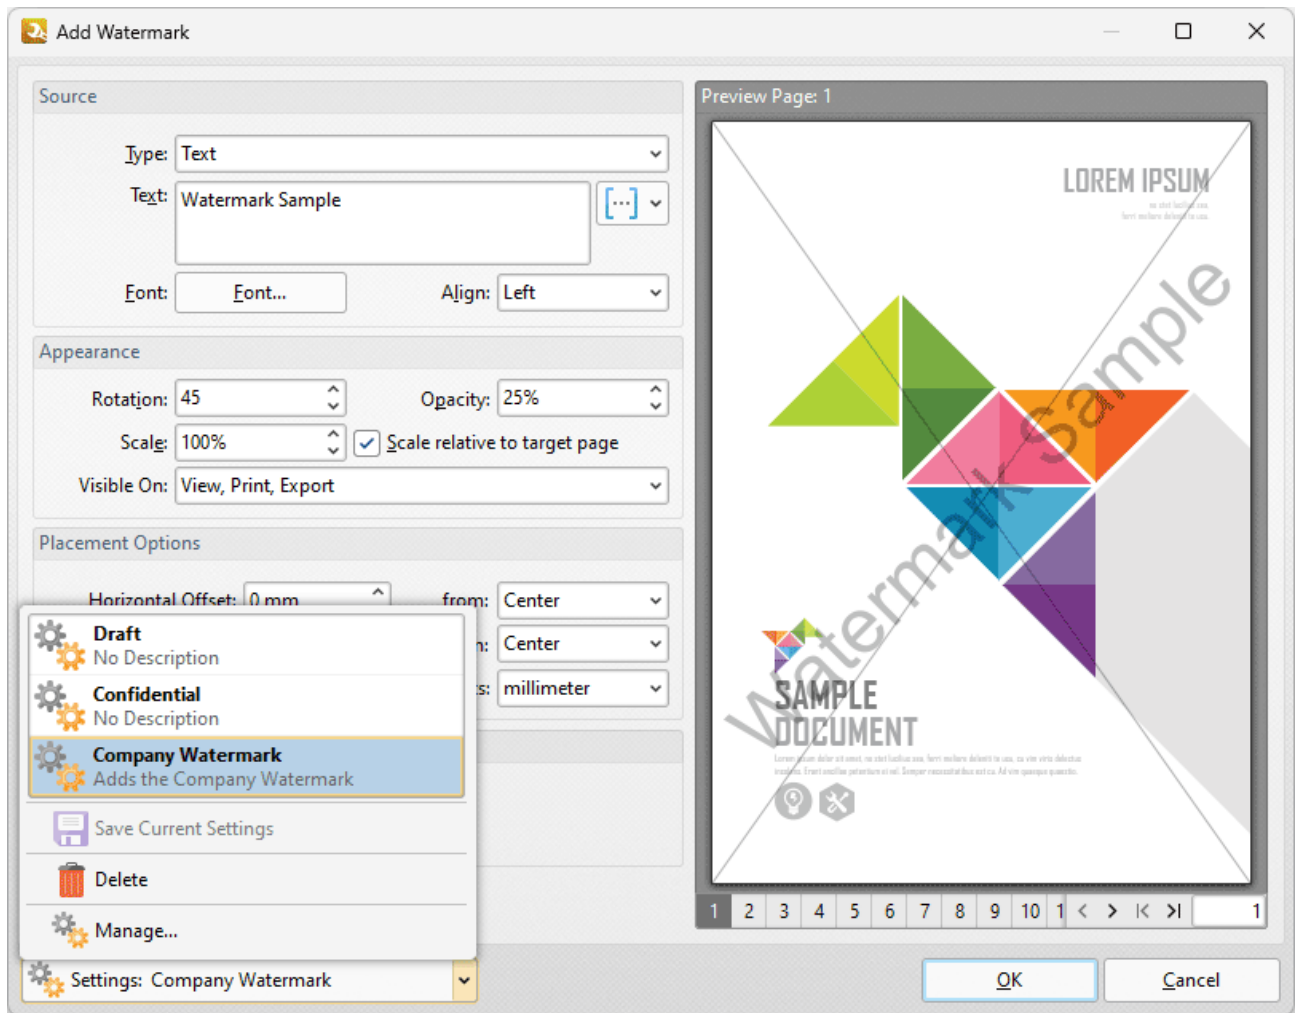 Add Watermark
Source
Type: Text
Text: Watermark Sample
[...]
Font: Font... Align: Left
Appearance
Rotation: 45 Opacity: 25%
Scale: 100% Scale relative to target page
Visible On: View, Print, Export
Placement Options
Horizontal Offset: 0 mm from: Center
Center
millimeter
Draft
No Description
Confidential
No Description
Company Watermark
Adds the Company Watermark
Save Current Settings
Delete
Manage...
Settings: Company Watermark
Preview Page: 1
LOREM IPSUM
Watermark Sample
SAMPLE
DOCUMENT
1 2 3 4 5 6 7 8 9 10 1 < > |< >| 1
OK Cancel